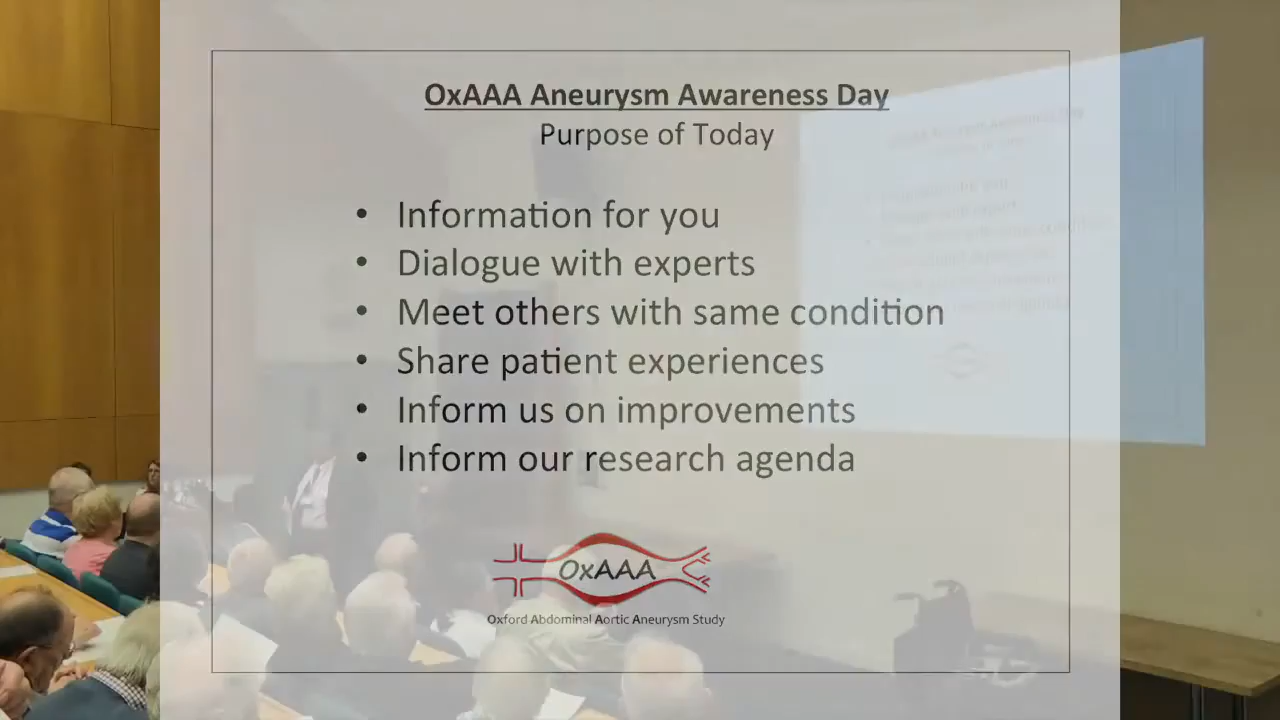 OxAAA Aneurysm Awareness Day
Purpose of Today
• Information for you
• Dialogue with experts
• Meet others with same condition
• Share patient experiences
• Inform us on improvements
• Inform our research agenda
OxAAA
Oxford Abdominal Aortic Aneurysm Study